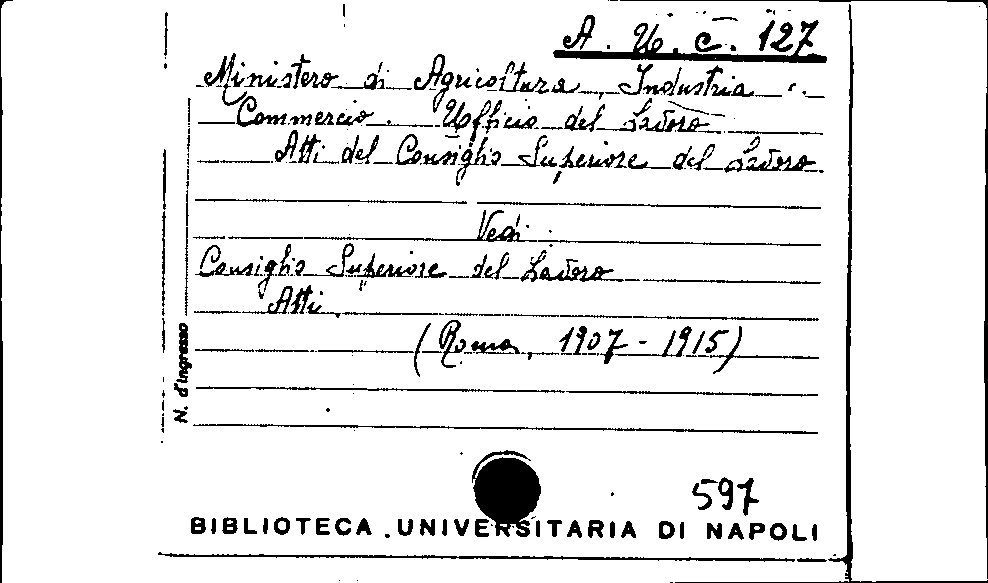 A. U. C. 127
Ministero di Agricoltura, Industria e
Commercio. Ufficio del Lavoro
Atti del Consiglio Superiore del Lavoro
Vedi
Consiglio Superiore del Lavoro
Atti.
(Roma, 1907 - 1915)
N. d'ingresso
597
BIBLIOTECA UNIVERSITARIA DI NAPOLI